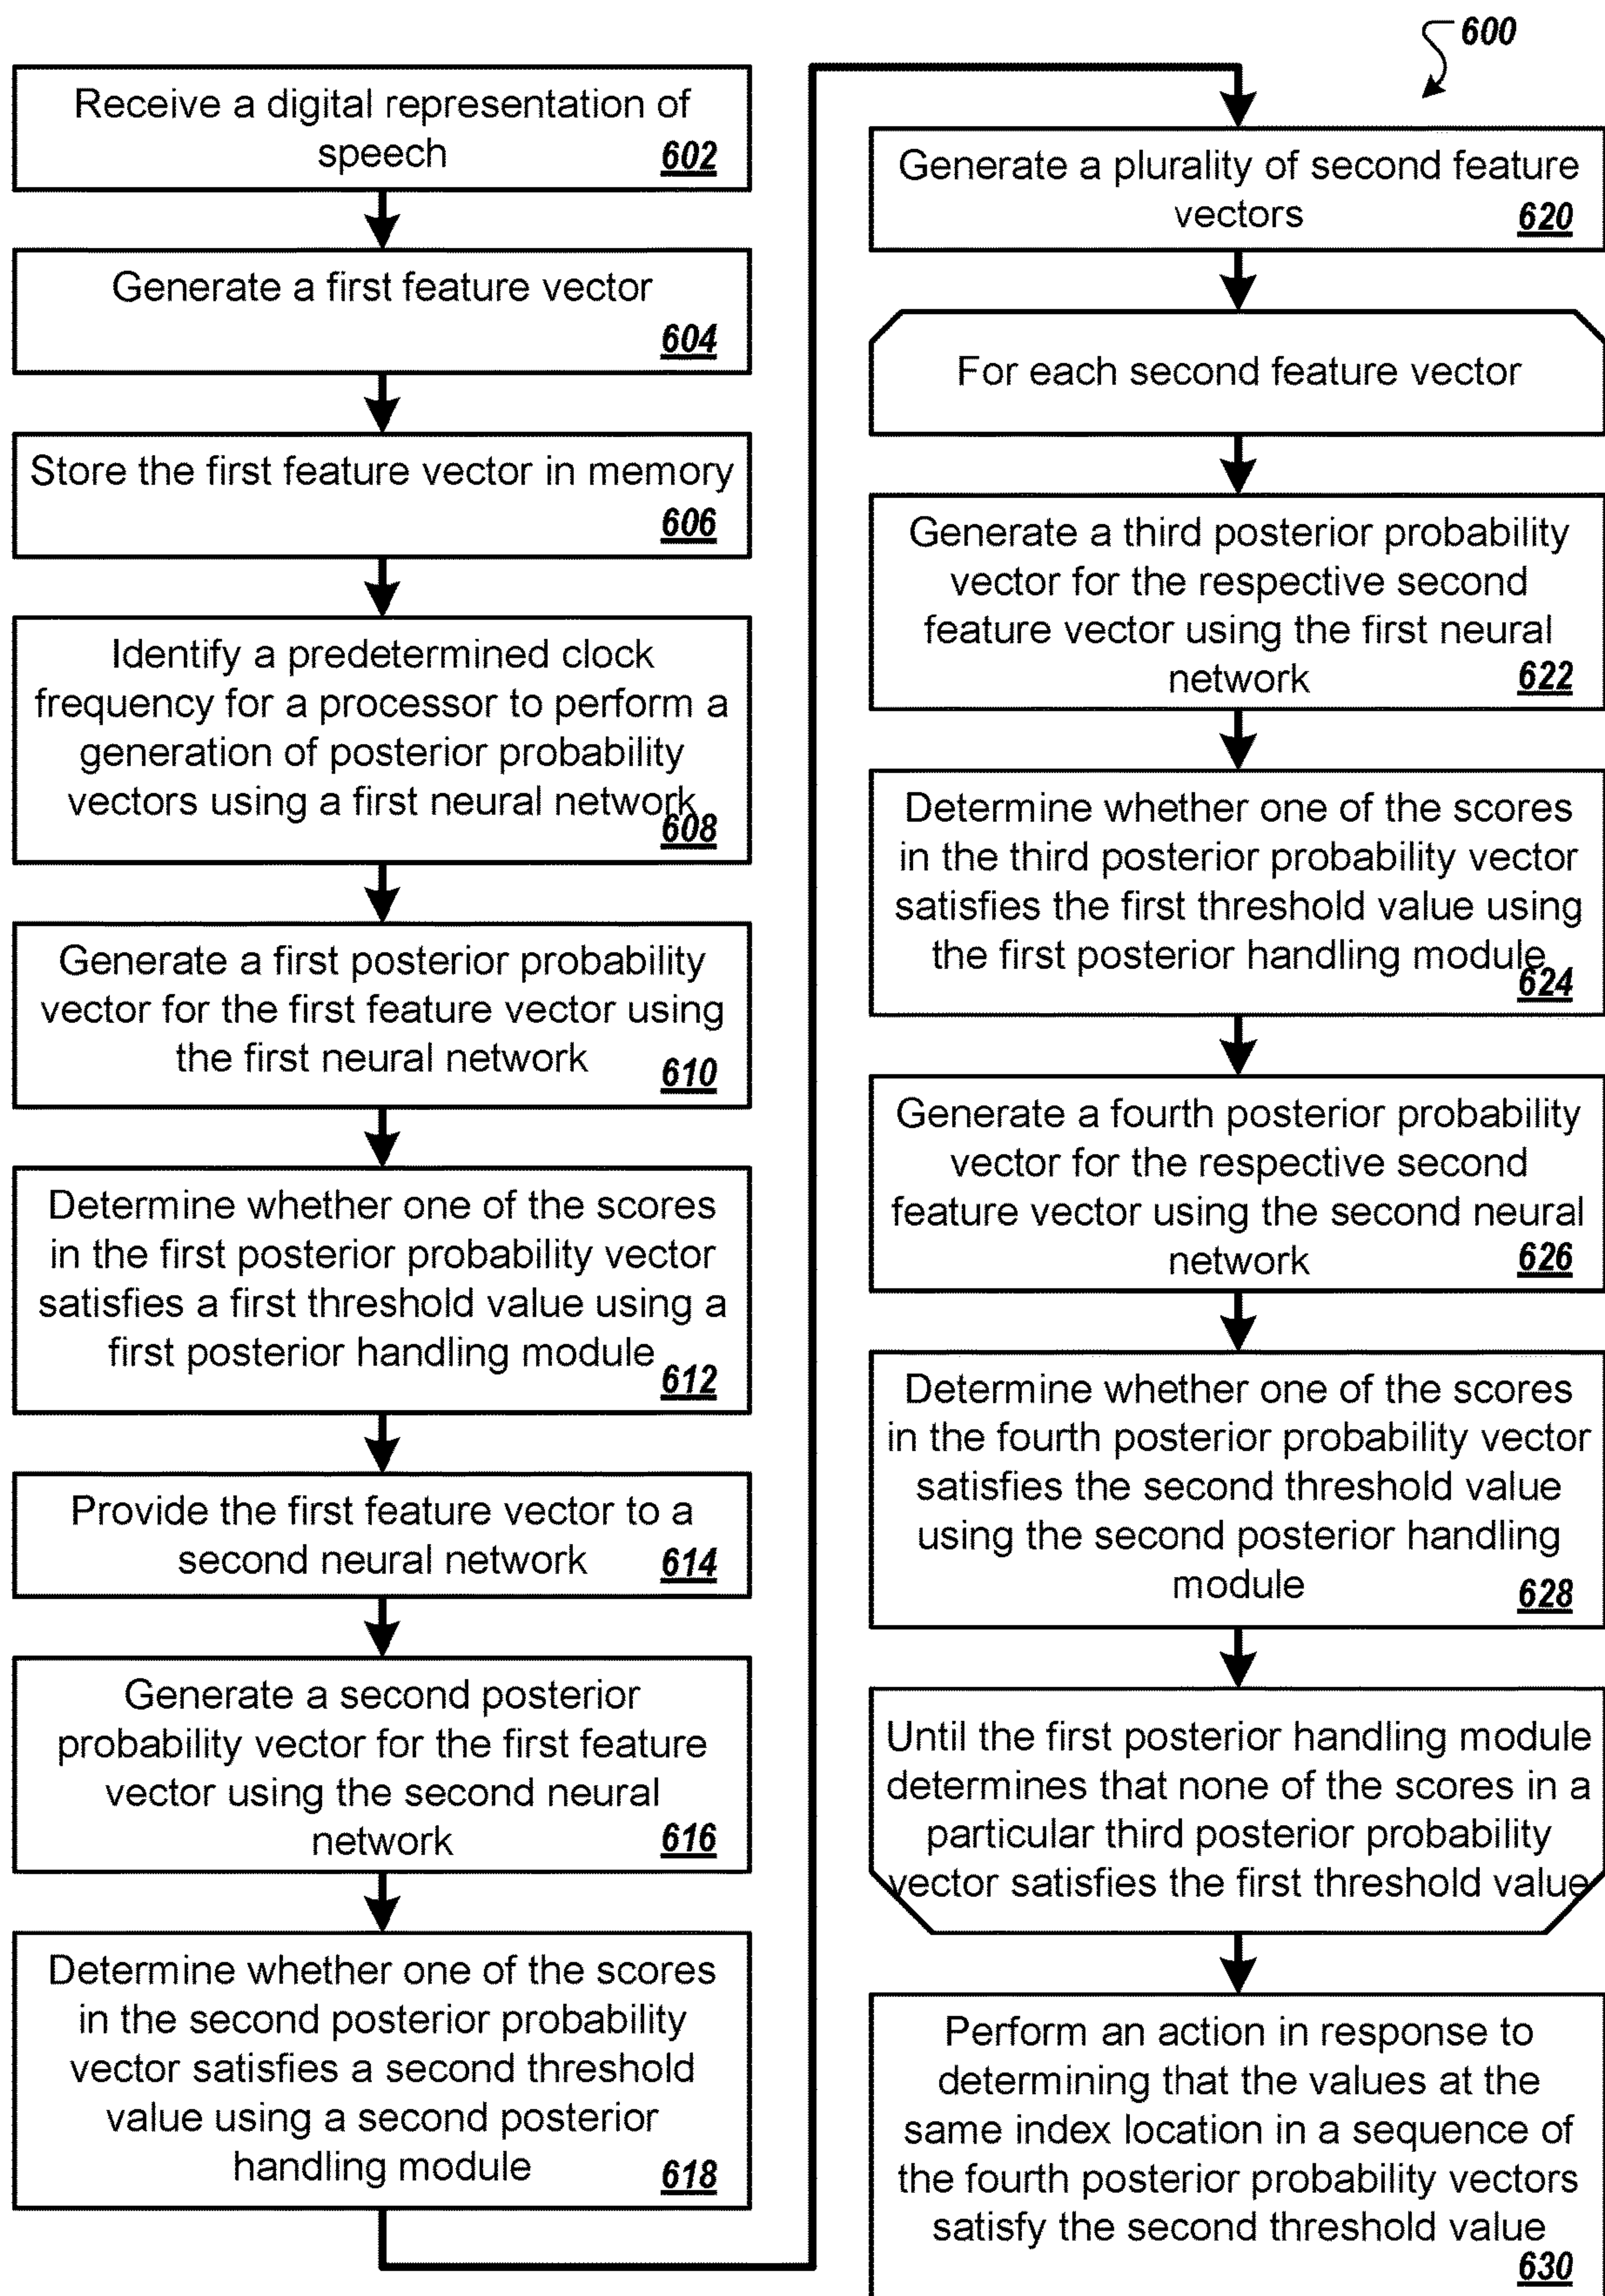 600
Receive a digital representation of
speech 602
Generate a first feature vector
604
Store the first feature vector in memory
606
Identify a predetermined clock
frequency for a processor to perform a
generation of posterior probability
vectors using a first neural network
608
Generate a first posterior probability
vector for the first feature vector using
the first neural network 610
Determine whether one of the scores
in the first posterior probability vector
satisfies a first threshold value using a
first posterior handling module
612
Provide the first feature vector to a
second neural network 614
Generate a second posterior
probability vector for the first feature
vector using the second neural
network 616
Determine whether one of the scores
in the second posterior probability
vector satisfies a second threshold
value using a second posterior
handling module 618
Generate a plurality of second feature
vectors 620
For each second feature vector
Generate a third posterior probability
vector for the respective second
feature vector using the first neural
network 622
Determine whether one of the scores
in the third posterior probability vector
satisfies the first threshold value using
the first posterior handling module
624
Generate a fourth posterior probability
vector for the respective second
feature vector using the second neural
network 626
Determine whether one of the scores
in the fourth posterior probability vector
satisfies the second threshold value
using the second posterior handling
module 628
Until the first posterior handling module
determines that none of the scores in a
particular third posterior probability
vector satisfies the first threshold value
Perform an action in response to
determining that the values at the
same index location in a sequence of
the fourth posterior probability vectors
satisfy the second threshold value
630